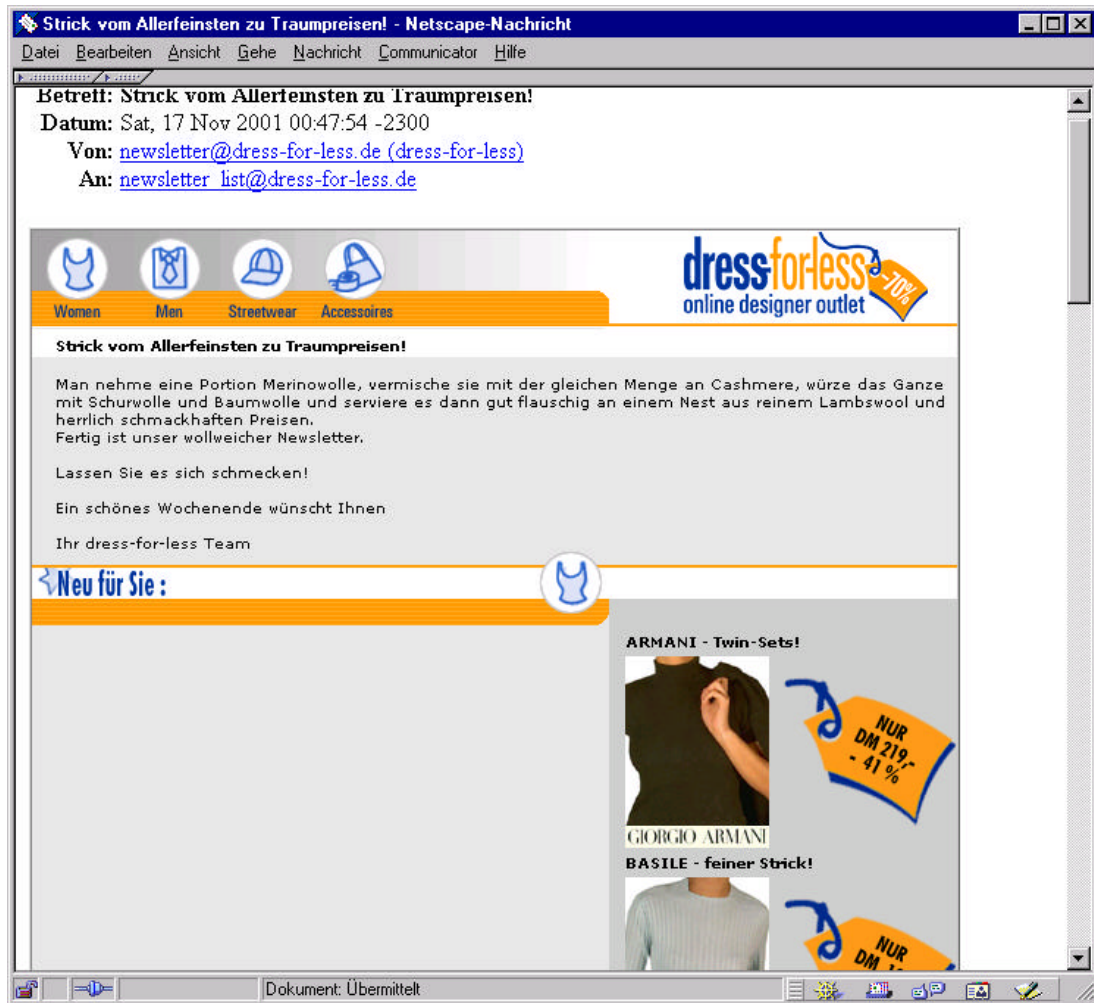 Strick vom Allerfeinsten zu Traumpreisen! - Netscape-Nachricht
Datei Bearbeiten Ansicht Gehe Nachricht Communicator Hilfe
Betreff: Strick vom Allerfeinsten zu Traumpreisen!
Datum: Sat, 17 Nov 2001 00:47:54 -2300
Von: newsletter@dress-for-less.de (dress-for-less)
An: newsletter_list@dress-for-less.de
dress-for-less -70%
online designer outlet
Women Men Streetwear Accessoires
Strick vom Allerfeinsten zu Traumpreisen!
Man nehme eine Portion Merinowolle, vermische sie mit der gleichen Menge an Cashmere, würze das Ganze
mit Schurwolle und Baumwolle und serviere es dann gut flauschig an einem Nest aus reinem Lambswool und
herrlich schmackhaften Preisen.
Fertig ist unser wollweicher Newsletter.
Lassen Sie es sich schmecken!
Ein schönes Wochenende wünscht Ihnen
Ihr dress-for-less Team
Neu für Sie :
ARMANI - Twin-Sets!
NUR
DM 219,-
- 41 %
GIORGIO ARMANI
BASILE - feiner Strick!
NUR
DM
Dokument: Übermittelt